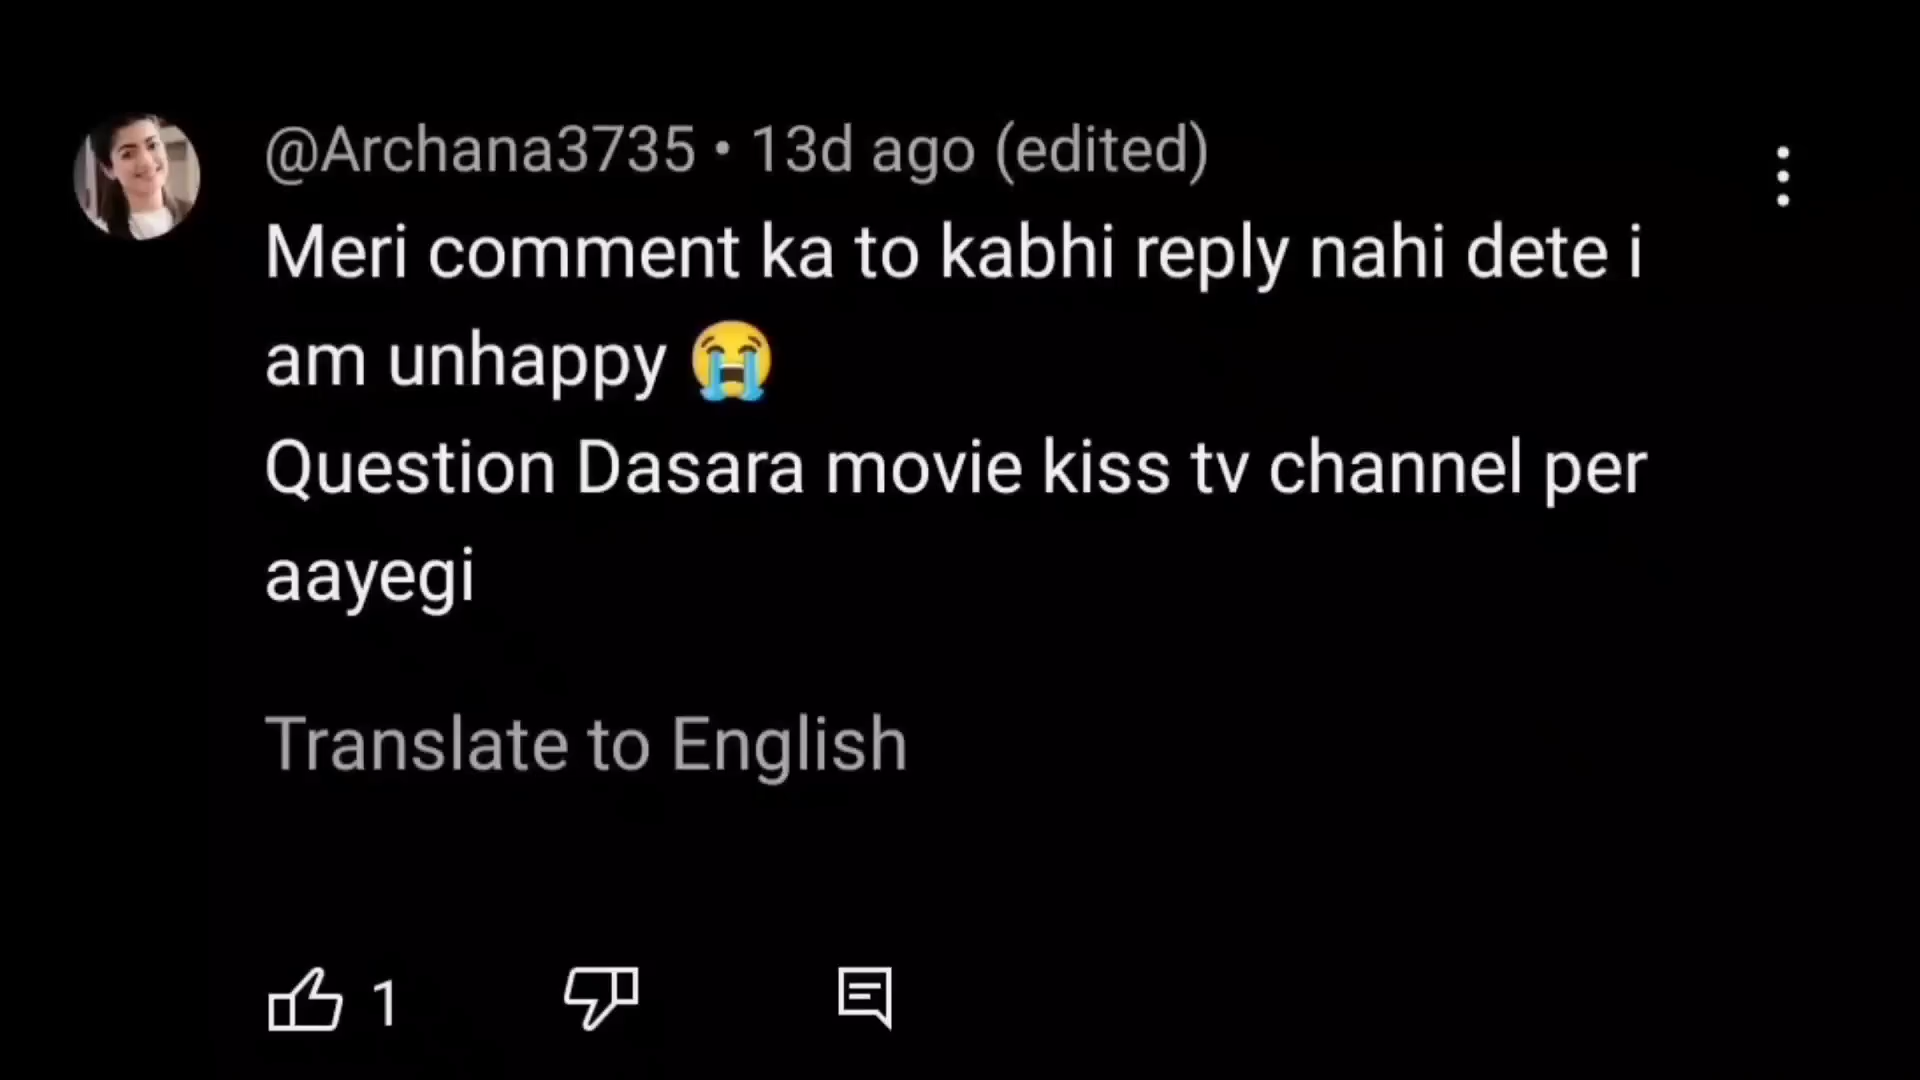 @Archana3735 • 13d ago (edited)
Meri comment ka to kabhi reply nahi dete i
am unhappy 😭
Question Dasara movie kiss tv channel per
aayegi
Translate to English
1